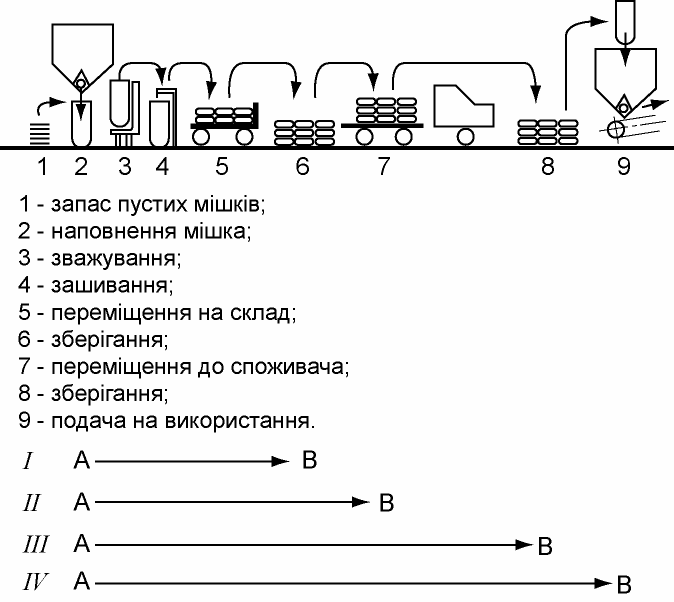 1 2 3 4 5 6 7 8 9
1 - запас пустих мішків;
2 - наповнення мішка;
3 - зважування;
4 - зашивання;
5 - переміщення на склад;
6 - зберігання;
7 - переміщення до споживача;
8 - зберігання;
9 - подача на використання.
I A B
II A B
III A B
IV A B